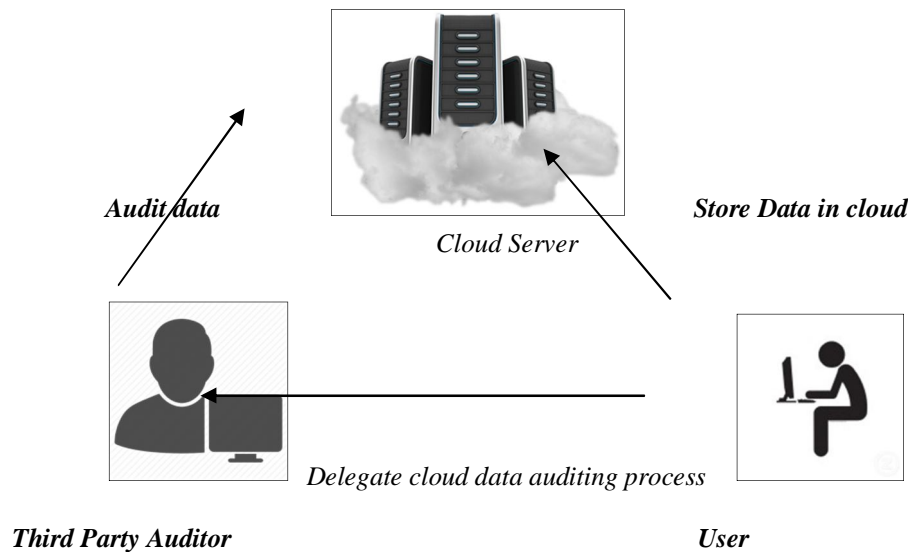 Audit data
Store Data in cloud
Cloud Server
Delegate cloud data auditing process
Third Party Auditor
User